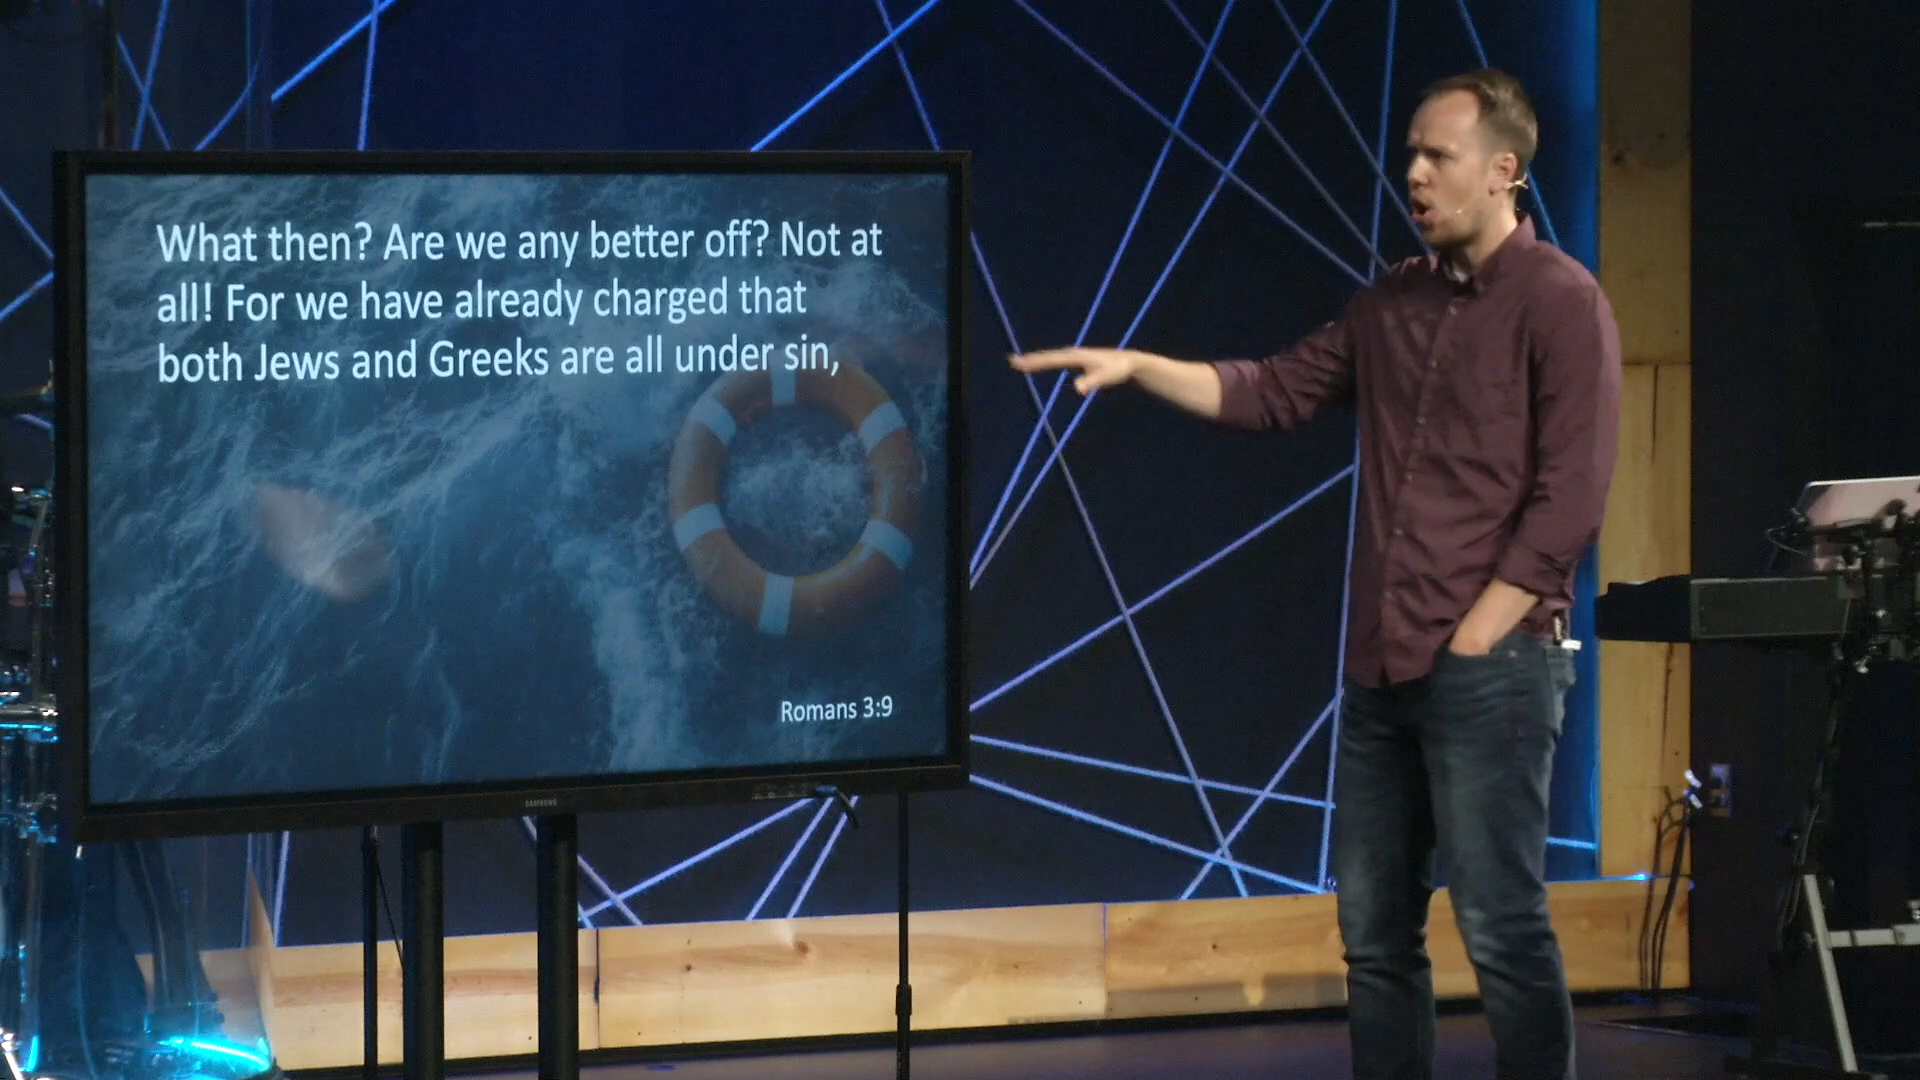 What then? Are we any better off? Not at
all! For we have already charged that
both Jews and Greeks are all under sin,
Romans 3:9
SAMSUNG